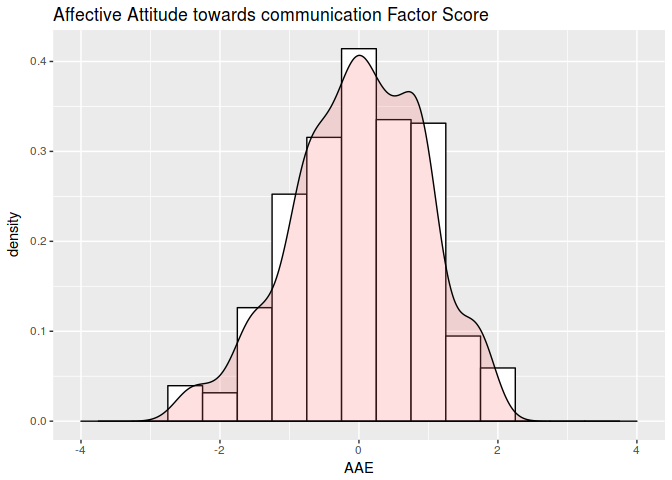 Affective Attitude towards communication Factor Score
0.4
0.3
0.2
0.1
0.0
density
-4 -2 0 2 4
AAE